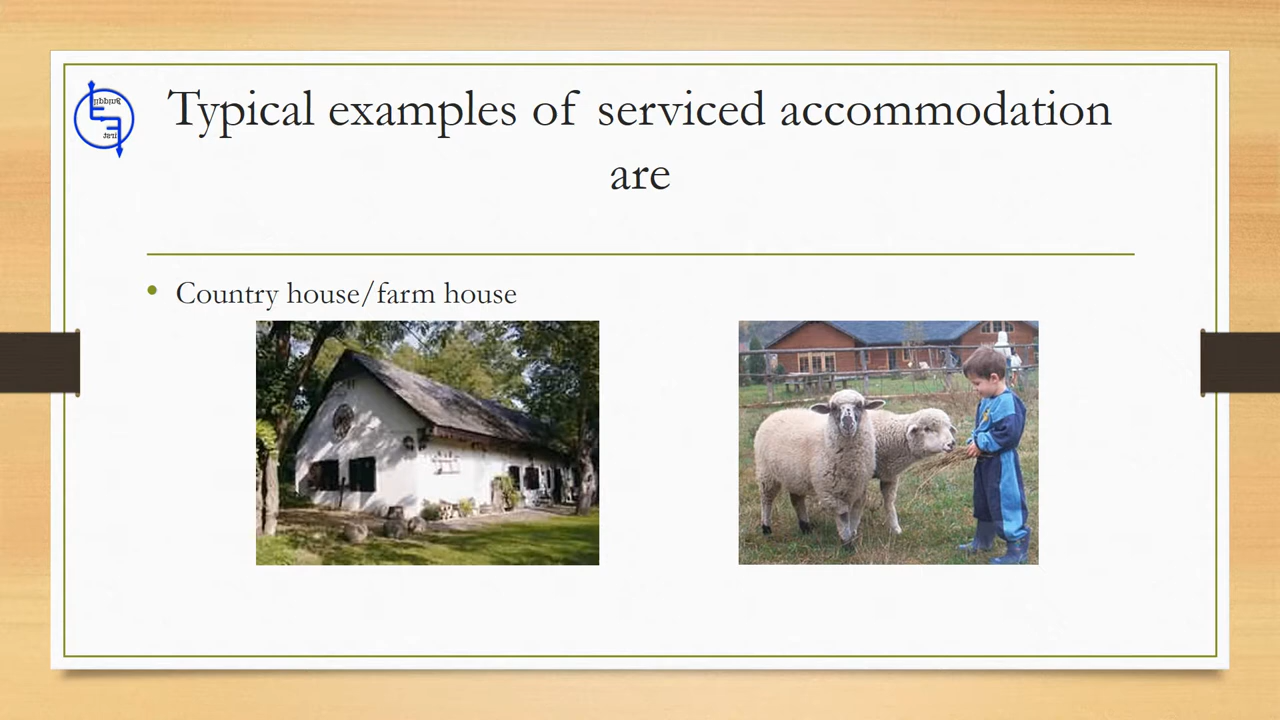 Typical examples of serviced accommodation
are
• Country house/farm house